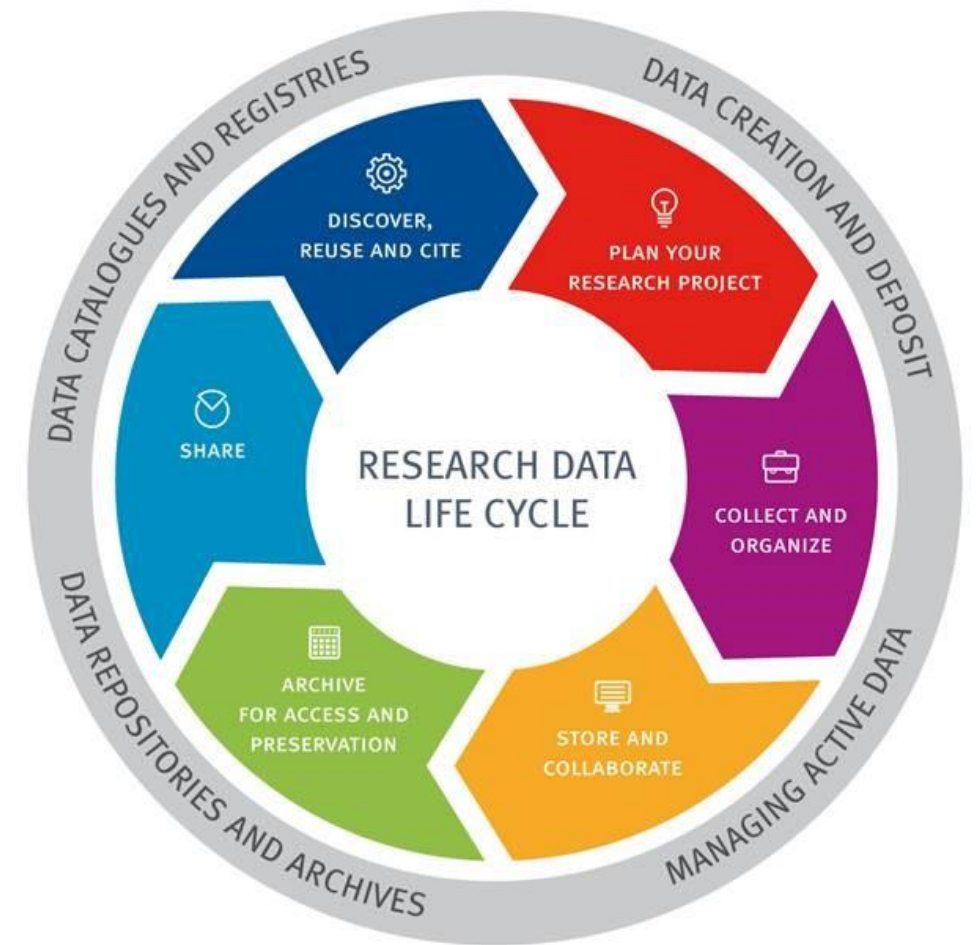 DATA CATALOGUES AND REGISTRIES
DATA CREATION AND DEPOSIT
DISCOVER,
REUSE AND CITE
PLAN YOUR
RESEARCH PROJECT
SHARE
RESEARCH DATA
LIFE CYCLE
COLLECT AND
ORGANIZE
ARCHIVE
FOR ACCESS AND
PRESERVATION
STORE AND
COLLABORATE
DATA REPOSITORIES AND ARCHIVES
MANAGING ACTIVE DATA